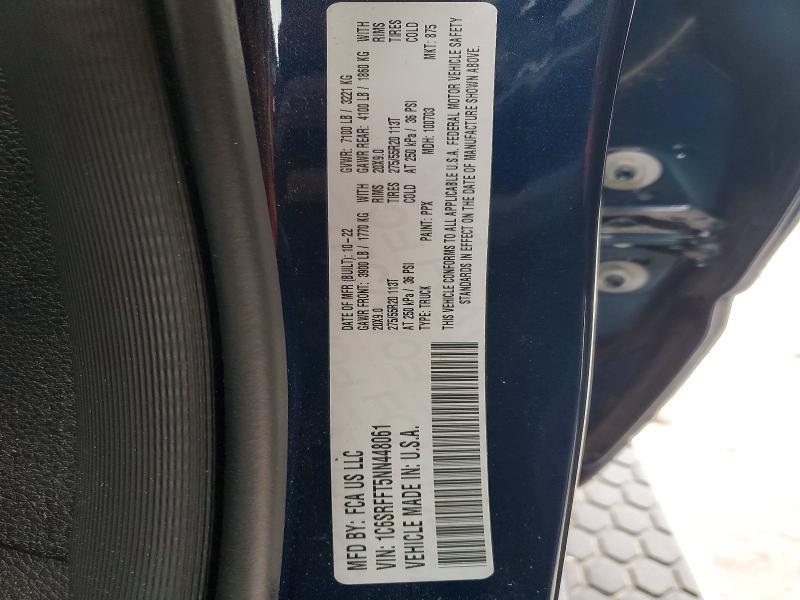 MFD BY: FCA US LLC
DATE OF MFR (BUILT): 10-22 GVWR: 7100 LB / 3221 KG
GAWR FRONT: 3900 LB / 1770 KG WITH GAWR REAR: 4100 LB / 1860 KG WITH
20X9.0 RIMS 20X9.0 RIMS
275/55R20 113T TIRES 275/55R20 113T TIRES
AT 250 kPa / 36 PSI COLD AT 250 kPa / 36 PSI COLD
VIN: 1C6SRFFT5NN448061
TYPE: TRUCK PAINT: PPX MDH: 100703 MKT: 875
VEHICLE MADE IN: U.S.A.
THIS VEHICLE CONFORMS TO ALL APPLICABLE U.S.A. FEDERAL MOTOR VEHICLE SAFETY
STANDARDS IN EFFECT ON THE DATE OF MANUFACTURE SHOWN ABOVE.